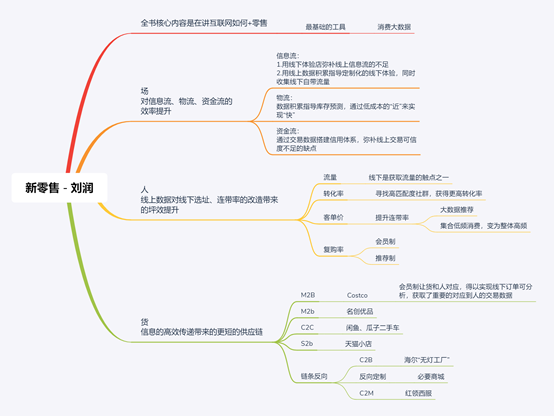 全书核心内容是在讲互联网如何+零售
最基础的工具
消费大数据
场
对信息流、物流、资金流的
效率提升
信息流：
1.用线下体验店弥补线上信息流的不足
2.用线上数据积累指导定制化的线下体验，同时
收集线下自带流量
物流：
数据积累指导库存预测，通过低成本的“近”来实
现“快”
资金流：
通过交易数据搭建信用体系，弥补线上交易可信
度不足的缺点
新零售 - 刘润
人
线上数据对线下选址、连带率的改造带来
的坪效提升
流量
线下是获取流量的触点之一
转化率
寻找高匹配度社群，获得更高转化率
客单价
提升连带率
大数据推荐
集合低频消费，变为整体高频
复购率
会员制
推荐制
货
信息的高效传递带来的更短的供应链
M2B
Costco
会员制让货和人对应，得以实现线下订单可分
析，获取了重要的对应到人的交易数据
M2b
名创优品
C2C
闲鱼、瓜子二手车
S2b
天猫小店
链条反向
C2B
海尔“无灯工厂”
反向定制
必要商城
C2M
红领西服